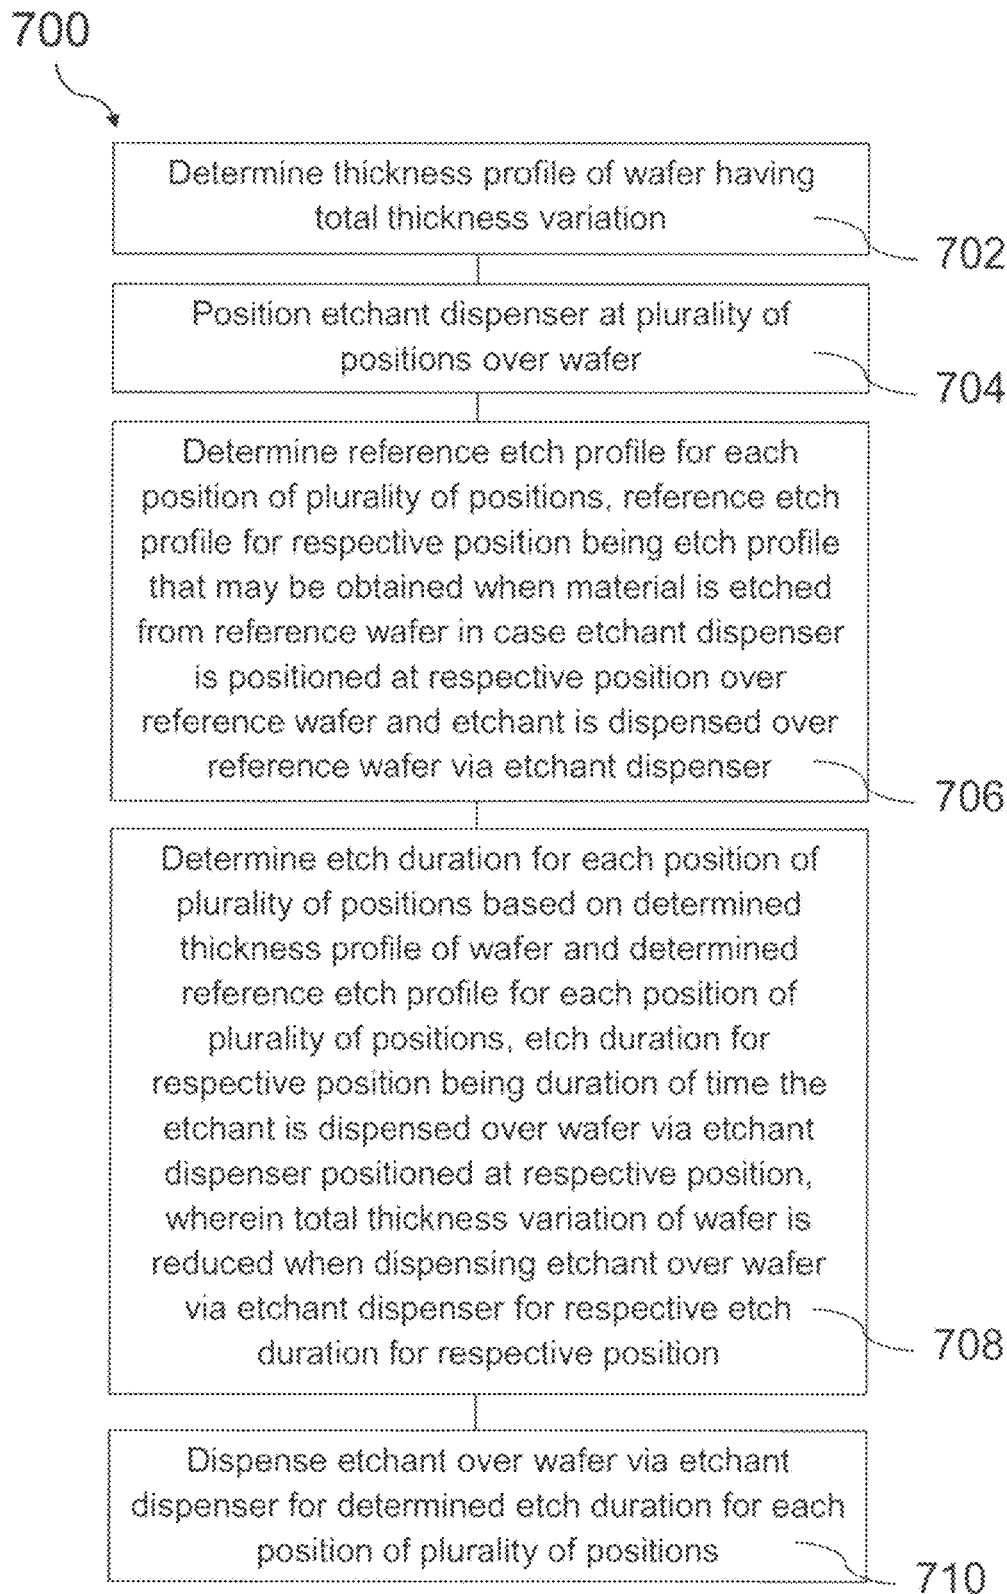 700
Determine thickness profile of wafer having
total thickness variation
702
Position etchant dispenser at plurality of
positions over wafer
704
Determine reference etch profile for each
position of plurality of positions, reference etch
profile for respective position being etch profile
that may be obtained when material is etched
from reference wafer in case etchant dispenser
is positioned at respective position over
reference wafer and etchant is dispensed over
reference wafer via etchant dispenser
706
Determine etch duration for each position of
plurality of positions based on determined
thickness profile of wafer and determined
reference etch profile for each position of
plurality of positions, etch duration for
respective position being duration of time the
etchant is dispensed over wafer via etchant
dispenser positioned at respective position,
wherein total thickness variation of wafer is
reduced when dispensing etchant over wafer
via etchant dispenser for respective etch
duration for respective position
708
Dispense etchant over wafer via etchant
dispenser for determined etch duration for each
position of plurality of positions
710